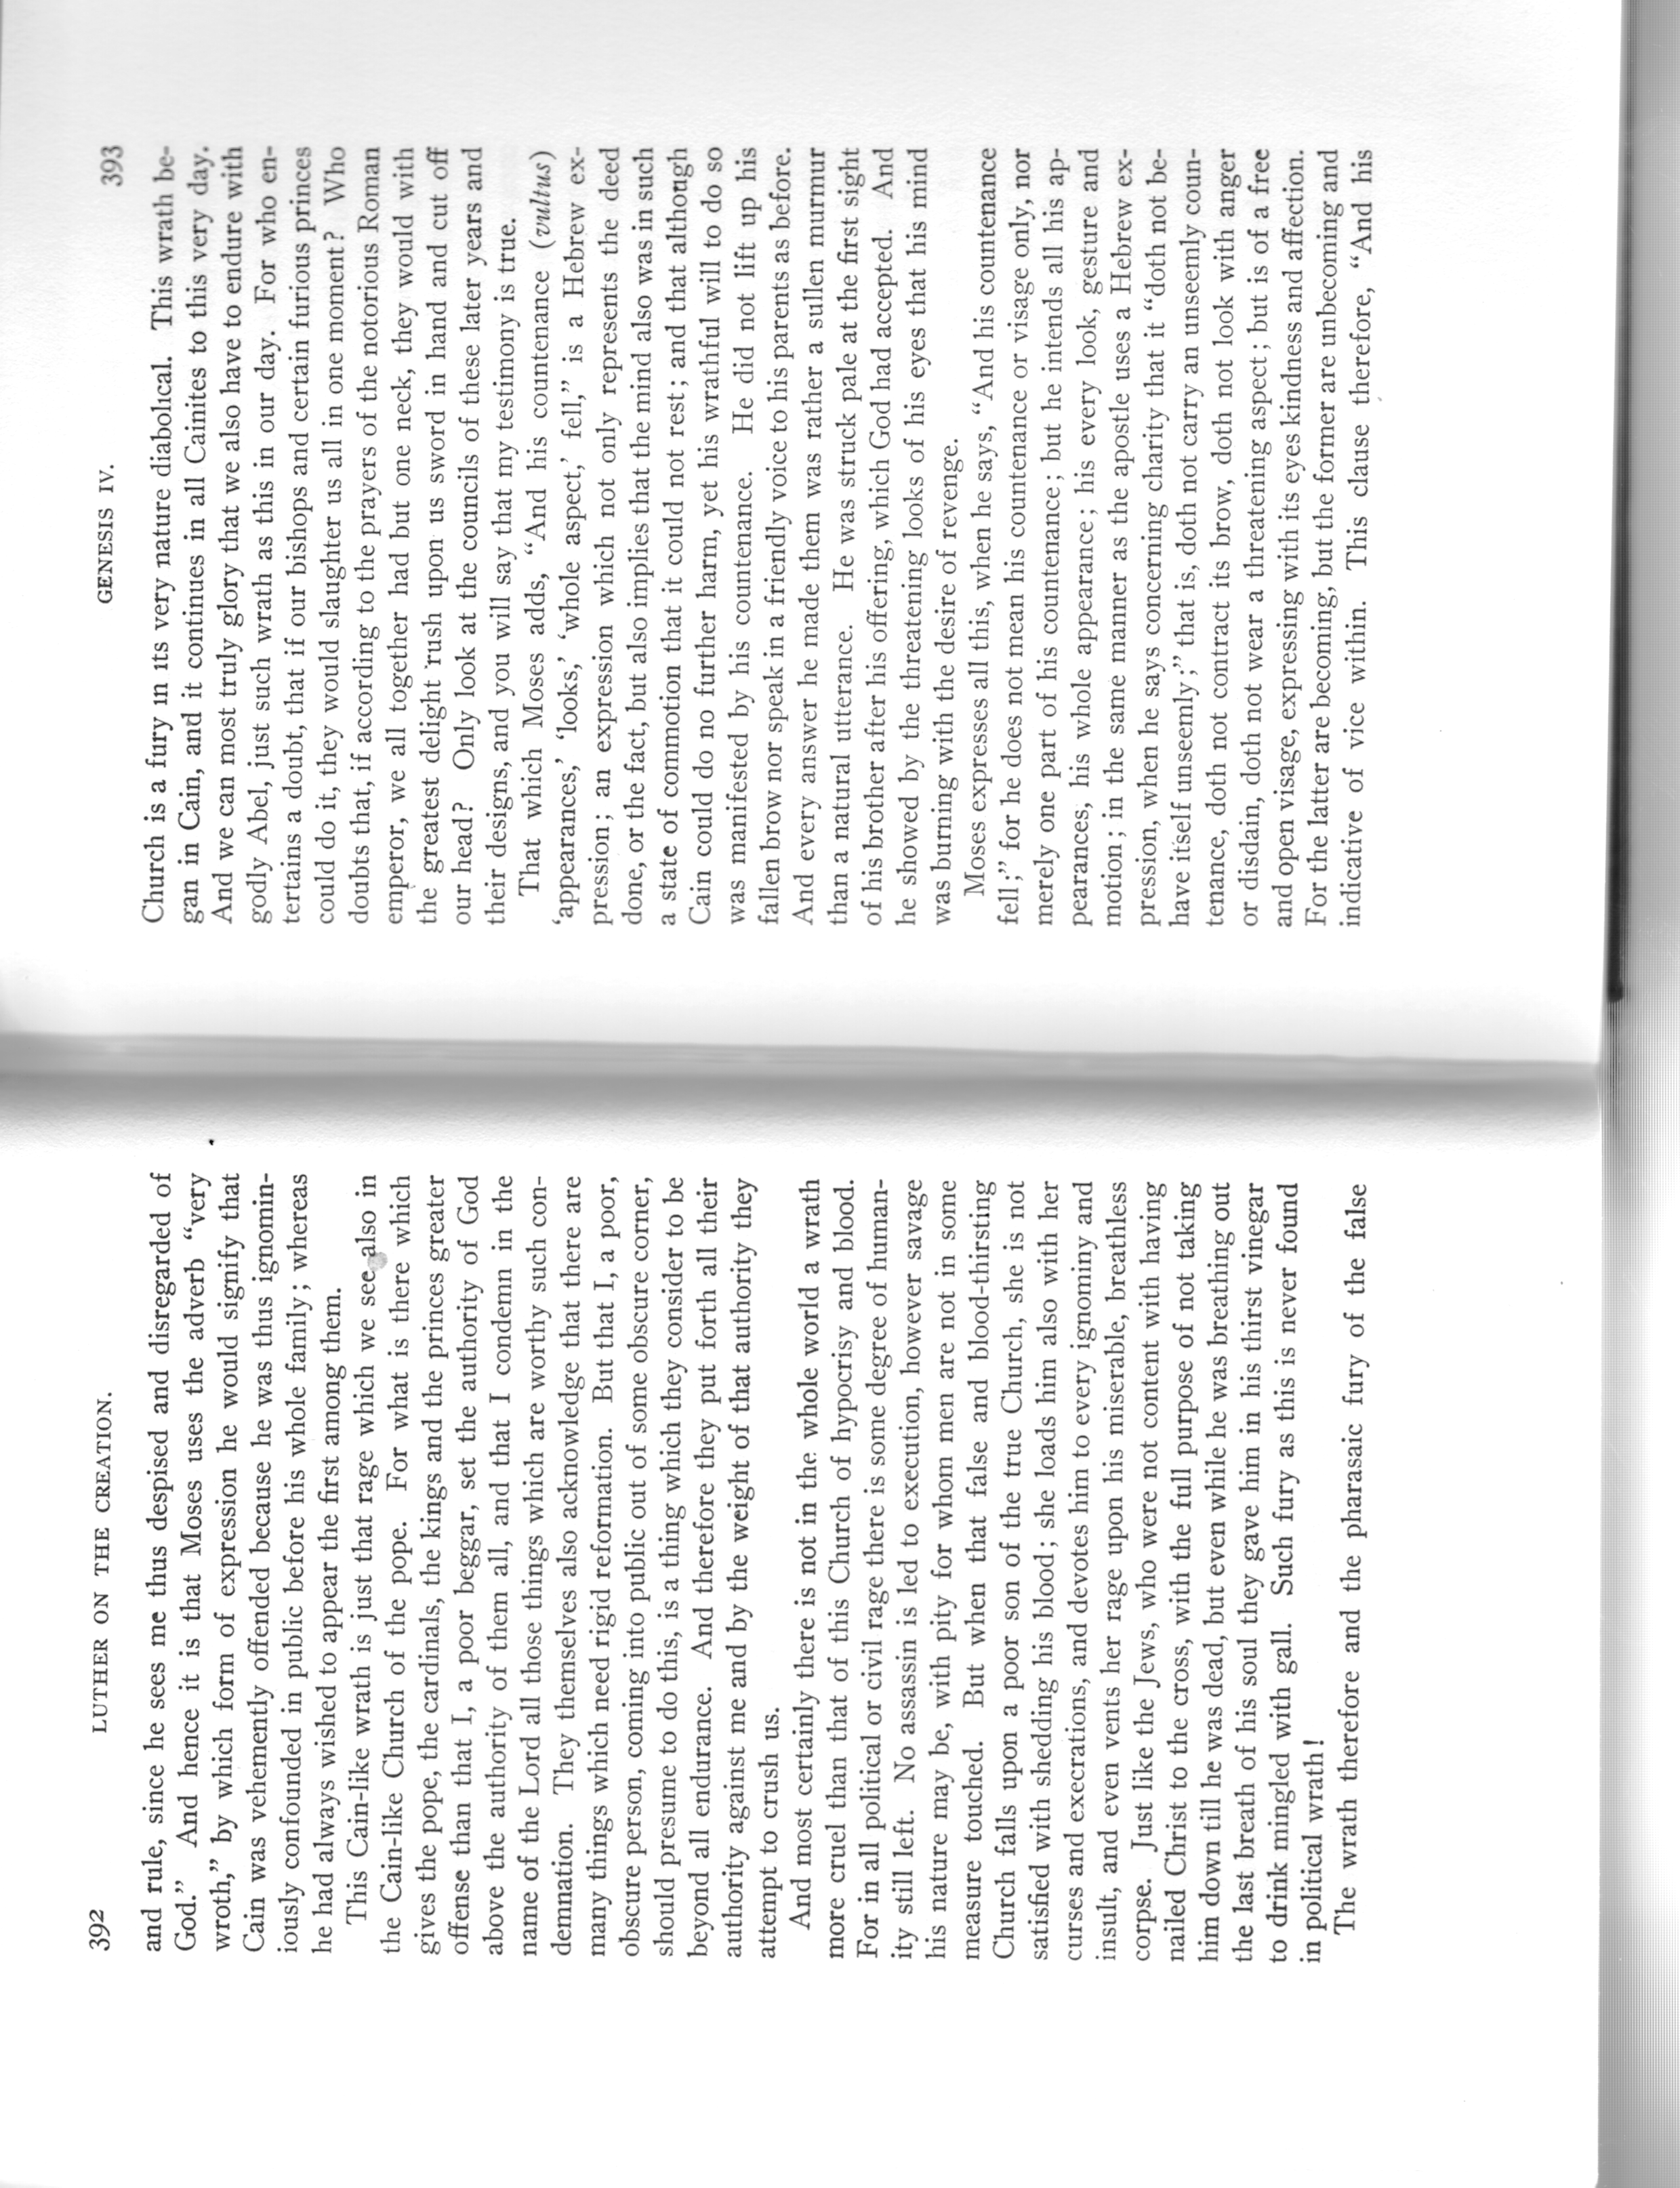 392 LUTHER ON THE CREATION.
and rule, since he sees me thus despised and disregarded of
God.” And hence it is that Moses uses the adverb “very
wroth,” by which form of expression he would signify that
Cain was vehemently offended because he was thus ignomin-
iously confounded in public before his whole family; whereas
he had always wished to appear the first among them.
This Cain-like wrath is just that rage which we see also in
the Cain-like Church of the pope. For what is there which
gives the pope, the cardinals, the kings and the princes greater
offense than that I, a poor beggar, set the authority of God
above the authority of them all, and that I condemn in the
name of the Lord all those things which are worthy such con-
demnation. They themselves also acknowledge that there are
many things which need rigid reformation. But that I, a poor,
obscure person, coming into public out of some obscure corner,
should presume to do this, is a thing which they consider to be
beyond all endurance. And therefore they put forth all their
authority against me and by the weight of that authority they
attempt to crush us.
And most certainly there is not in the whole world a wrath
more cruel than that of this Church of hypocrisy and blood.
For in all political or civil rage there is some degree of human-
ity still left. No assassin is led to execution, however savage
his nature may be, with pity for whom men are not in some
measure touched. But when that false and blood-thirsting
Church falls upon a poor son of the true Church, she is not
satisfied with shedding his blood; she loads him also with her
curses and execrations, and devotes him to every ignominy and
insult, and even vents her rage upon his miserable, breathless
corpse. Just like the Jews, who were not content with having
nailed Christ to the cross, with the full purpose of not taking
him down till he was dead, but even while he was breathing out
the last breath of his soul they gave him in his thirst vinegar
to drink mingled with gall. Such fury as this is never found
in political wrath!
The wrath therefore and the pharasaic fury of the false
GENESIS IV. 393
Church is a fury in its very nature diabolical. This wrath be-
gan in Cain, and it continues in all Cainites to this very day.
And we can most truly glory that we also have to endure with
godly Abel, just such wrath as this in our day. For who en-
tertains a doubt, that if our bishops and certain furious princes
could do it, they would slaughter us all in one moment? Who
doubts that, if according to the prayers of the notorious Roman
emperor, we all together had but one neck, they would with
the greatest delight rush upon us sword in hand and cut off
our head? Only look at the councils of these later years and
their designs, and you will say that my testimony is true.
That which Moses adds, “And his countenance (vultus)
‘appearances,’ ‘looks,’ ‘whole aspect,’ fell,” is a Hebrew ex-
pression; an expression which not only represents the deed
done, or the fact, but also implies that the mind also was in such
a state of commotion that it could not rest; and that although
Cain could do no further harm, yet his wrathful will to do so
was manifested by his countenance. He did not lift up his
fallen brow nor speak in a friendly voice to his parents as before.
And every answer he made them was rather a sullen murmur
than a natural utterance. He was struck pale at the first sight
of his brother after his offering, which God had accepted. And
he showed by the threatening looks of his eyes that his mind
was burning with the desire of revenge.
Moses expresses all this, when he says, “And his countenance
fell;” for he does not mean his countenance or visage only, nor
merely one part of his countenance; but he intends all his ap-
pearances, his whole appearance; his every look, gesture and
motion; in the same manner as the apostle uses a Hebrew ex-
pression, when he says concerning charity that it “doth not be-
have itself unseemly;” that is, doth not carry an unseemly coun-
tenance, doth not contract its brow, doth not look with anger
or disdain, doth not wear a threatening aspect; but is of a free
and open visage, expressing with its eyes kindness and affection.
For the latter are becoming, but the former are unbecoming and
indicative of vice within. This clause therefore, “And his